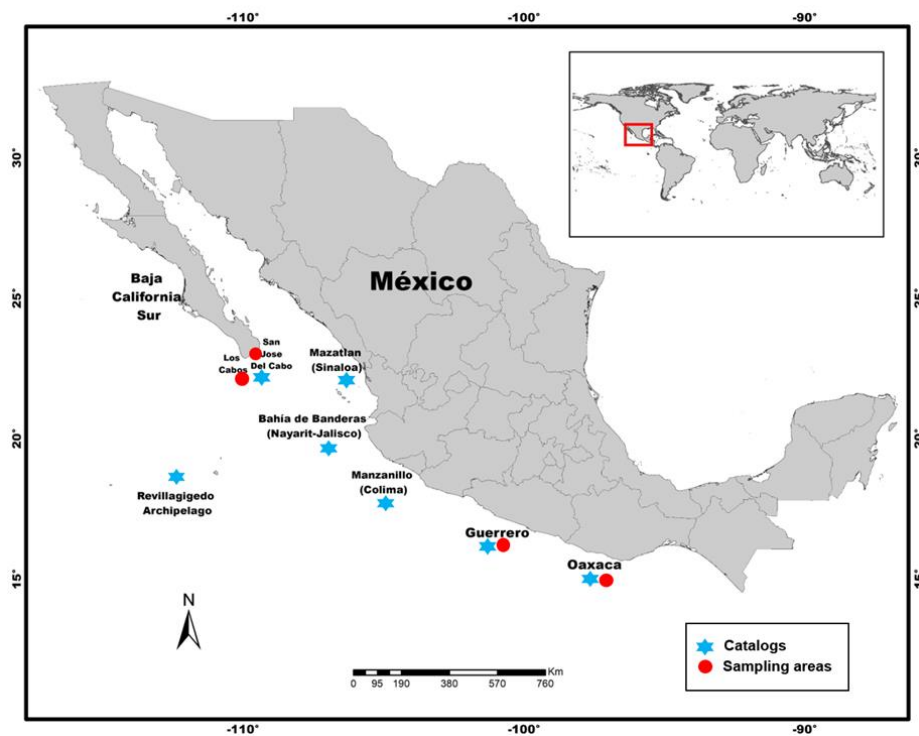 -110°
-100°
-90°
30°
30°
México
Baja
California
Sur
25°
25°
San
Jose
Del Cabo
Los
Cabos
Mazatlan
(Sinaloa)
Bahía de Banderas
(Nayarit-Jalisco)
20°
20°
Revillagigedo
Archipelago
Manzanillo
(Colima)
Guerrero
Oaxaca
15°
15°
N
Catalogs
Sampling areas
Km
0 95 190 380 570 760
-110°
-100°
-90°